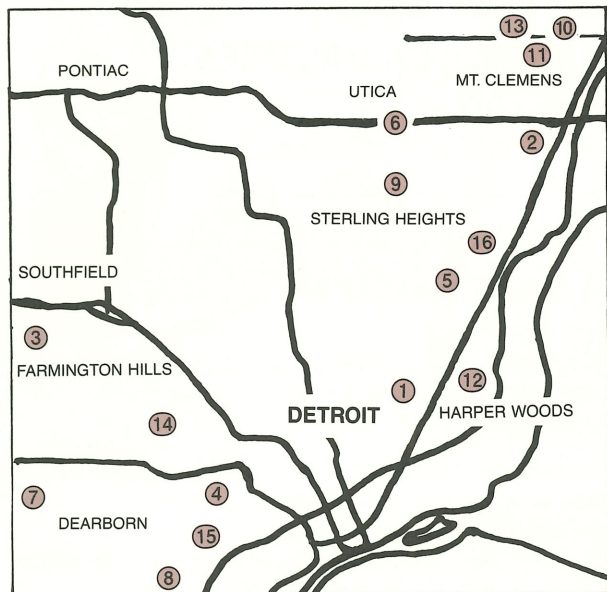 13
10
11
MT. CLEMENS
PONTIAC
UTICA
6
2
9
STERLING HEIGHTS
16
SOUTHFIELD
5
3
FARMINGTON HILLS
1
12
DETROIT
HARPER WOODS
14
7
4
DEARBORN
15
8